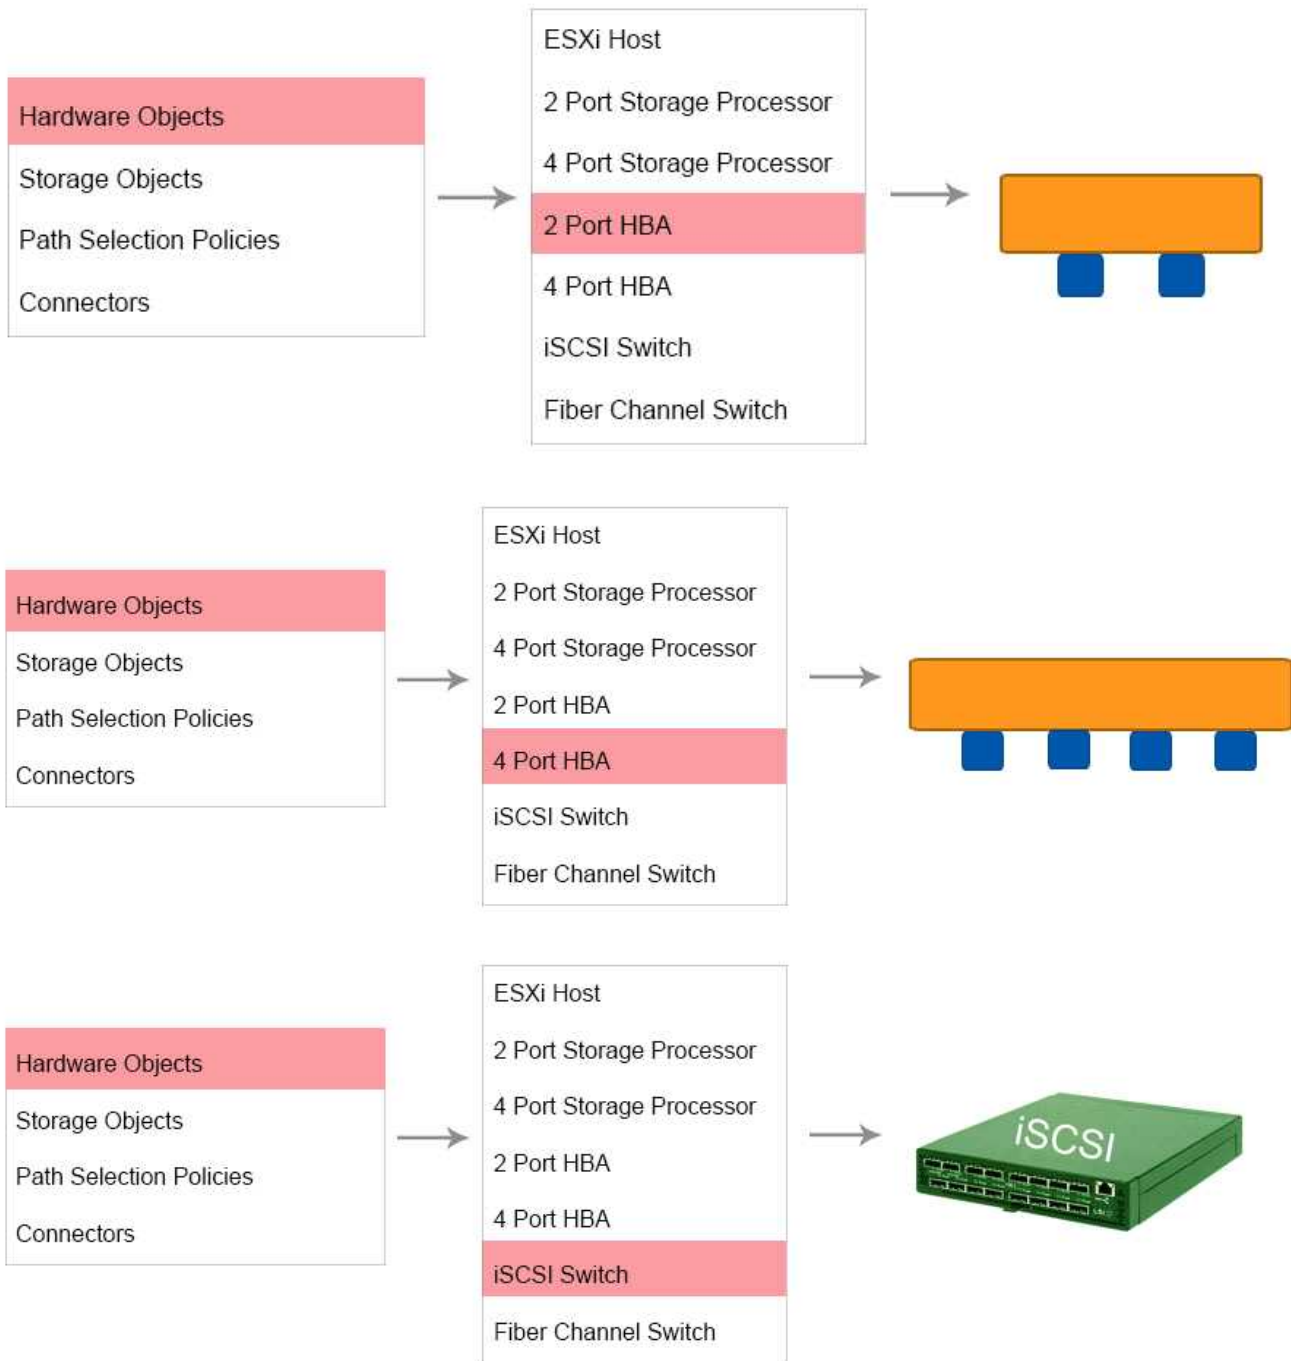 Hardware Objects
Storage Objects
Path Selection Policies
Connectors
ESXi Host
2 Port Storage Processor
4 Port Storage Processor
2 Port HBA
4 Port HBA
iSCSI Switch
Fiber Channel Switch
Hardware Objects
Storage Objects
Path Selection Policies
Connectors
ESXi Host
2 Port Storage Processor
4 Port Storage Processor
2 Port HBA
4 Port HBA
iSCSI Switch
Fiber Channel Switch
Hardware Objects
Storage Objects
Path Selection Policies
Connectors
ESXi Host
2 Port Storage Processor
4 Port Storage Processor
2 Port HBA
4 Port HBA
iSCSI Switch
Fiber Channel Switch
iSCSI